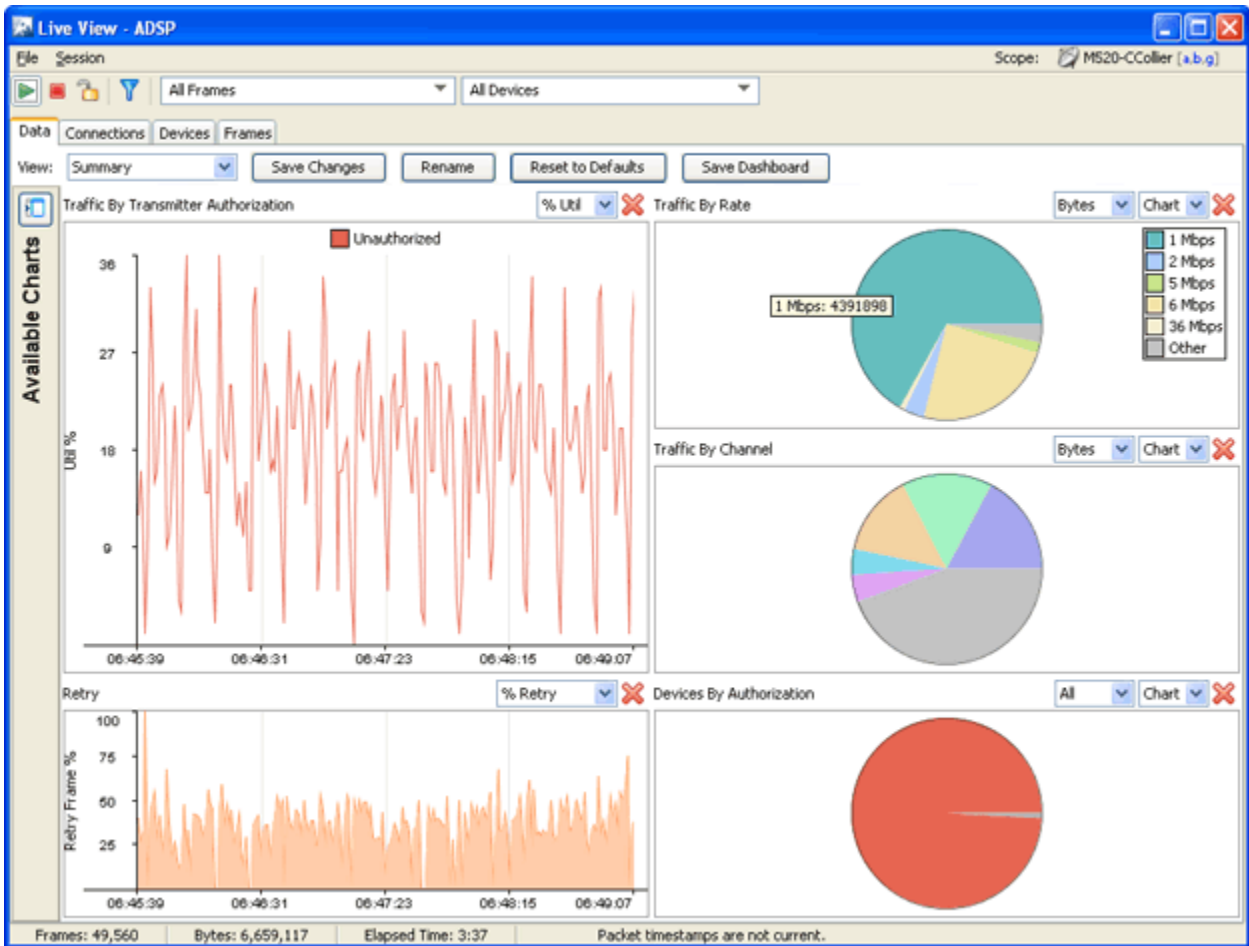 Live View - ADSP
File Session Scope: M520-CCollier [a,b,g]
All Frames All Devices
Data Connections Devices Frames
View: Summary Save Changes Rename Reset to Defaults Save Dashboard
Available Charts
Traffic By Transmitter Authorization % Util
Unauthorized
Util %
36
27
18
9
06:45:39 06:46:31 06:47:23 06:48:15 06:49:07
Traffic By Rate Bytes Chart
1 Mbps
2 Mbps
5 Mbps
6 Mbps
36 Mbps
Other
1 Mbps: 4391898
Traffic By Channel Bytes Chart
Retry % Retry
Retry Frame %
100
75
50
25
06:45:39 06:46:31 06:47:23 06:48:15 06:49:07
Devices By Authorization All Chart
Frames: 49,560 Bytes: 6,659,117 Elapsed Time: 3:37 Packet timestamps are not current.